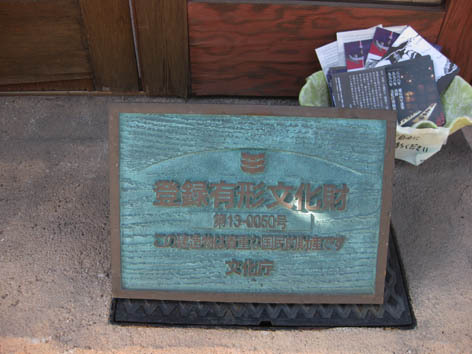 登録有形文化財
第13-0050号
この建造物は貴重な国民的財産です
文化庁